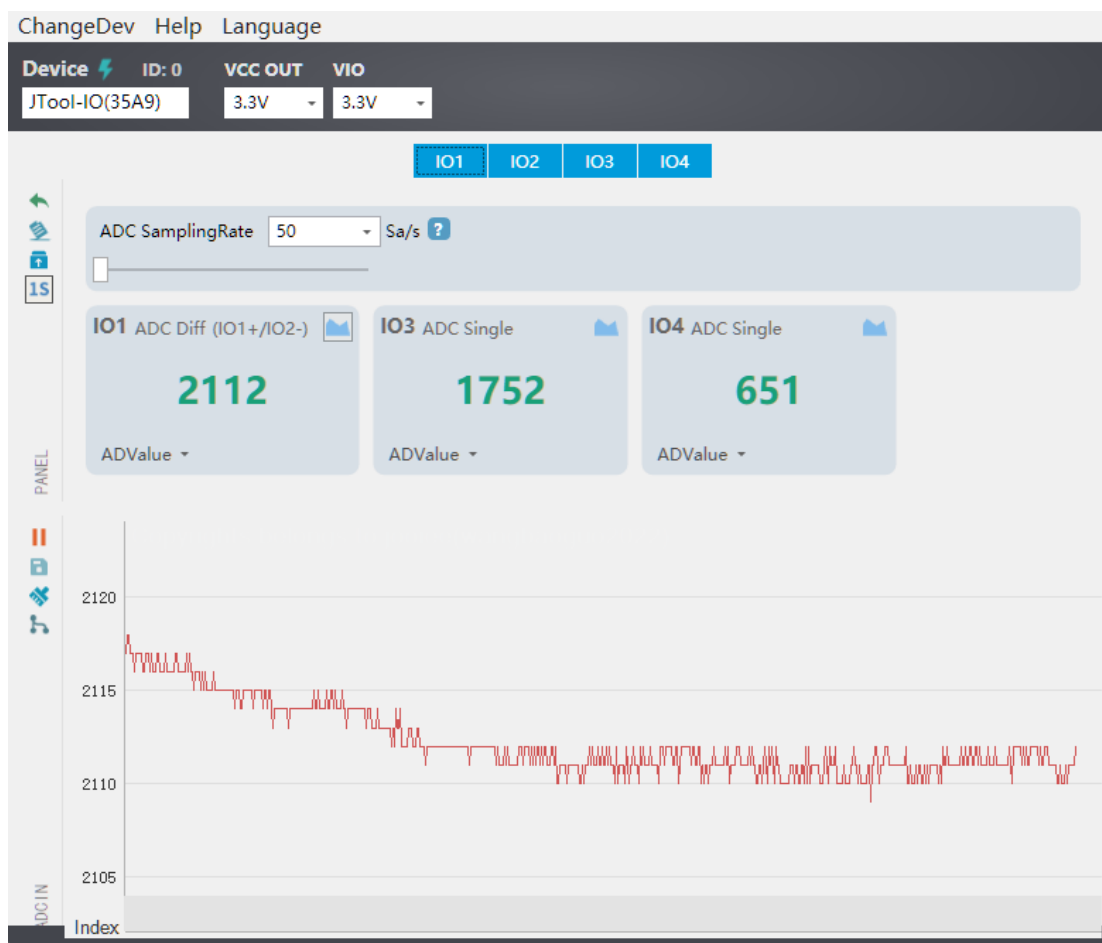 ChangeDev Help Language
Device ID: 0 VCC OUT VIO
JTool-IO(35A9) 3.3V 3.3V
IO1 IO2 IO3 IO4
ADC SamplingRate 50 Sa/s ?
1S
IO1 ADC Diff (IO1+/IO2-) IO3 ADC Single IO4 ADC Single
2112 1752 651
ADValue ADValue ADValue
PANEL
2120
2115
2110
2105
ADC IN
Index